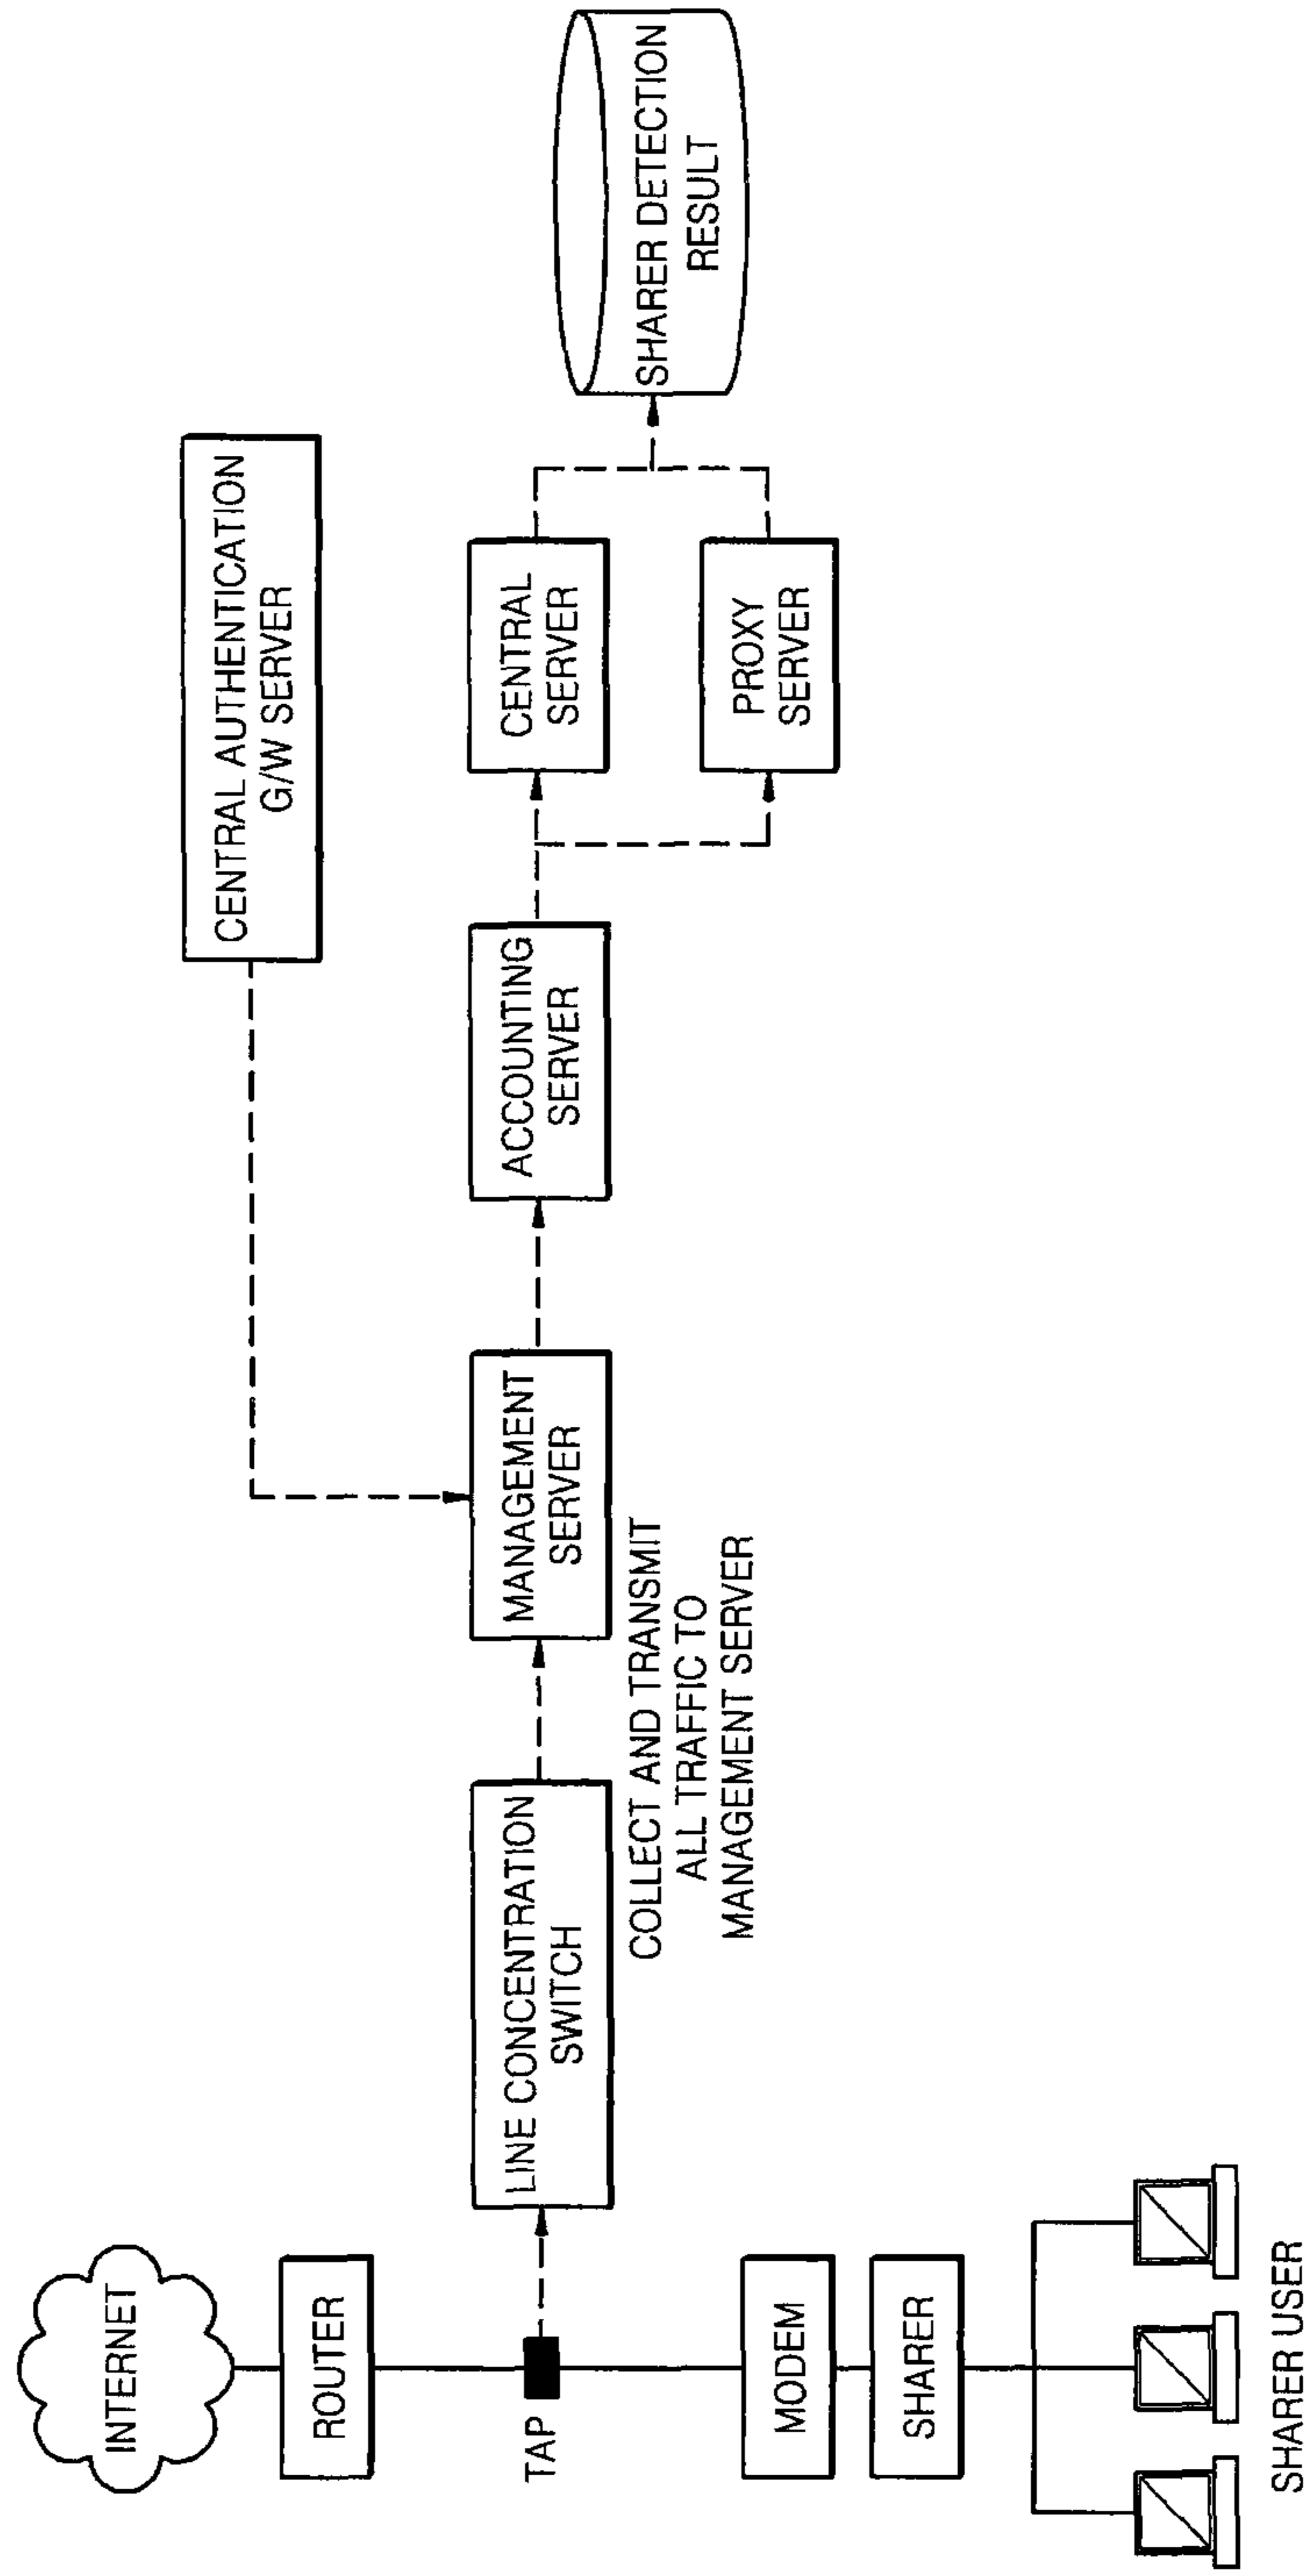 INTERNET
ROUTER
TAP
MODEM
SHARER
SHARER USER
LINE CONCENTRATION
SWITCH
COLLECT AND TRANSMIT
ALL TRAFFIC TO
MANAGEMENT SERVER
MANAGEMENT
SERVER
CENTRAL AUTHENTICATION
G/W SERVER
ACCOUNTING
SERVER
CENTRAL
SERVER
PROXY
SERVER
SHARER DETECTION
RESULT